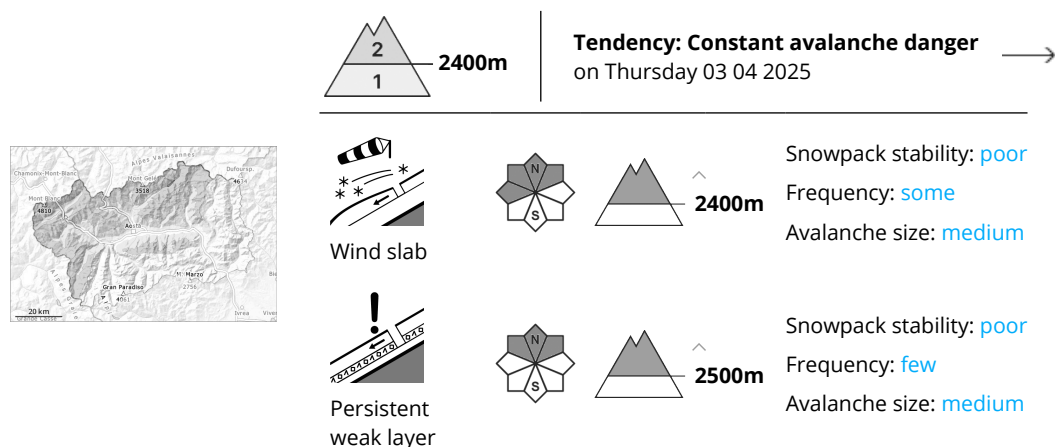 2
1
2400m
Tendency: Constant avalanche danger
on Thursday 03 04 2025
Alpes Valaisannes
Chamonix-Mont-Blanc
Dufoursp.
Mont Gelé
3518
Mont Blanc
4810
Aosta
M. Marzo
2756
Gran Paradiso
4061
20 km
Ivrea
N
S
2400m
Wind slab
Snowpack stability: poor
Frequency: some
Avalanche size: medium
N
S
2500m
Persistent
weak layer
Snowpack stability: poor
Frequency: few
Avalanche size: medium